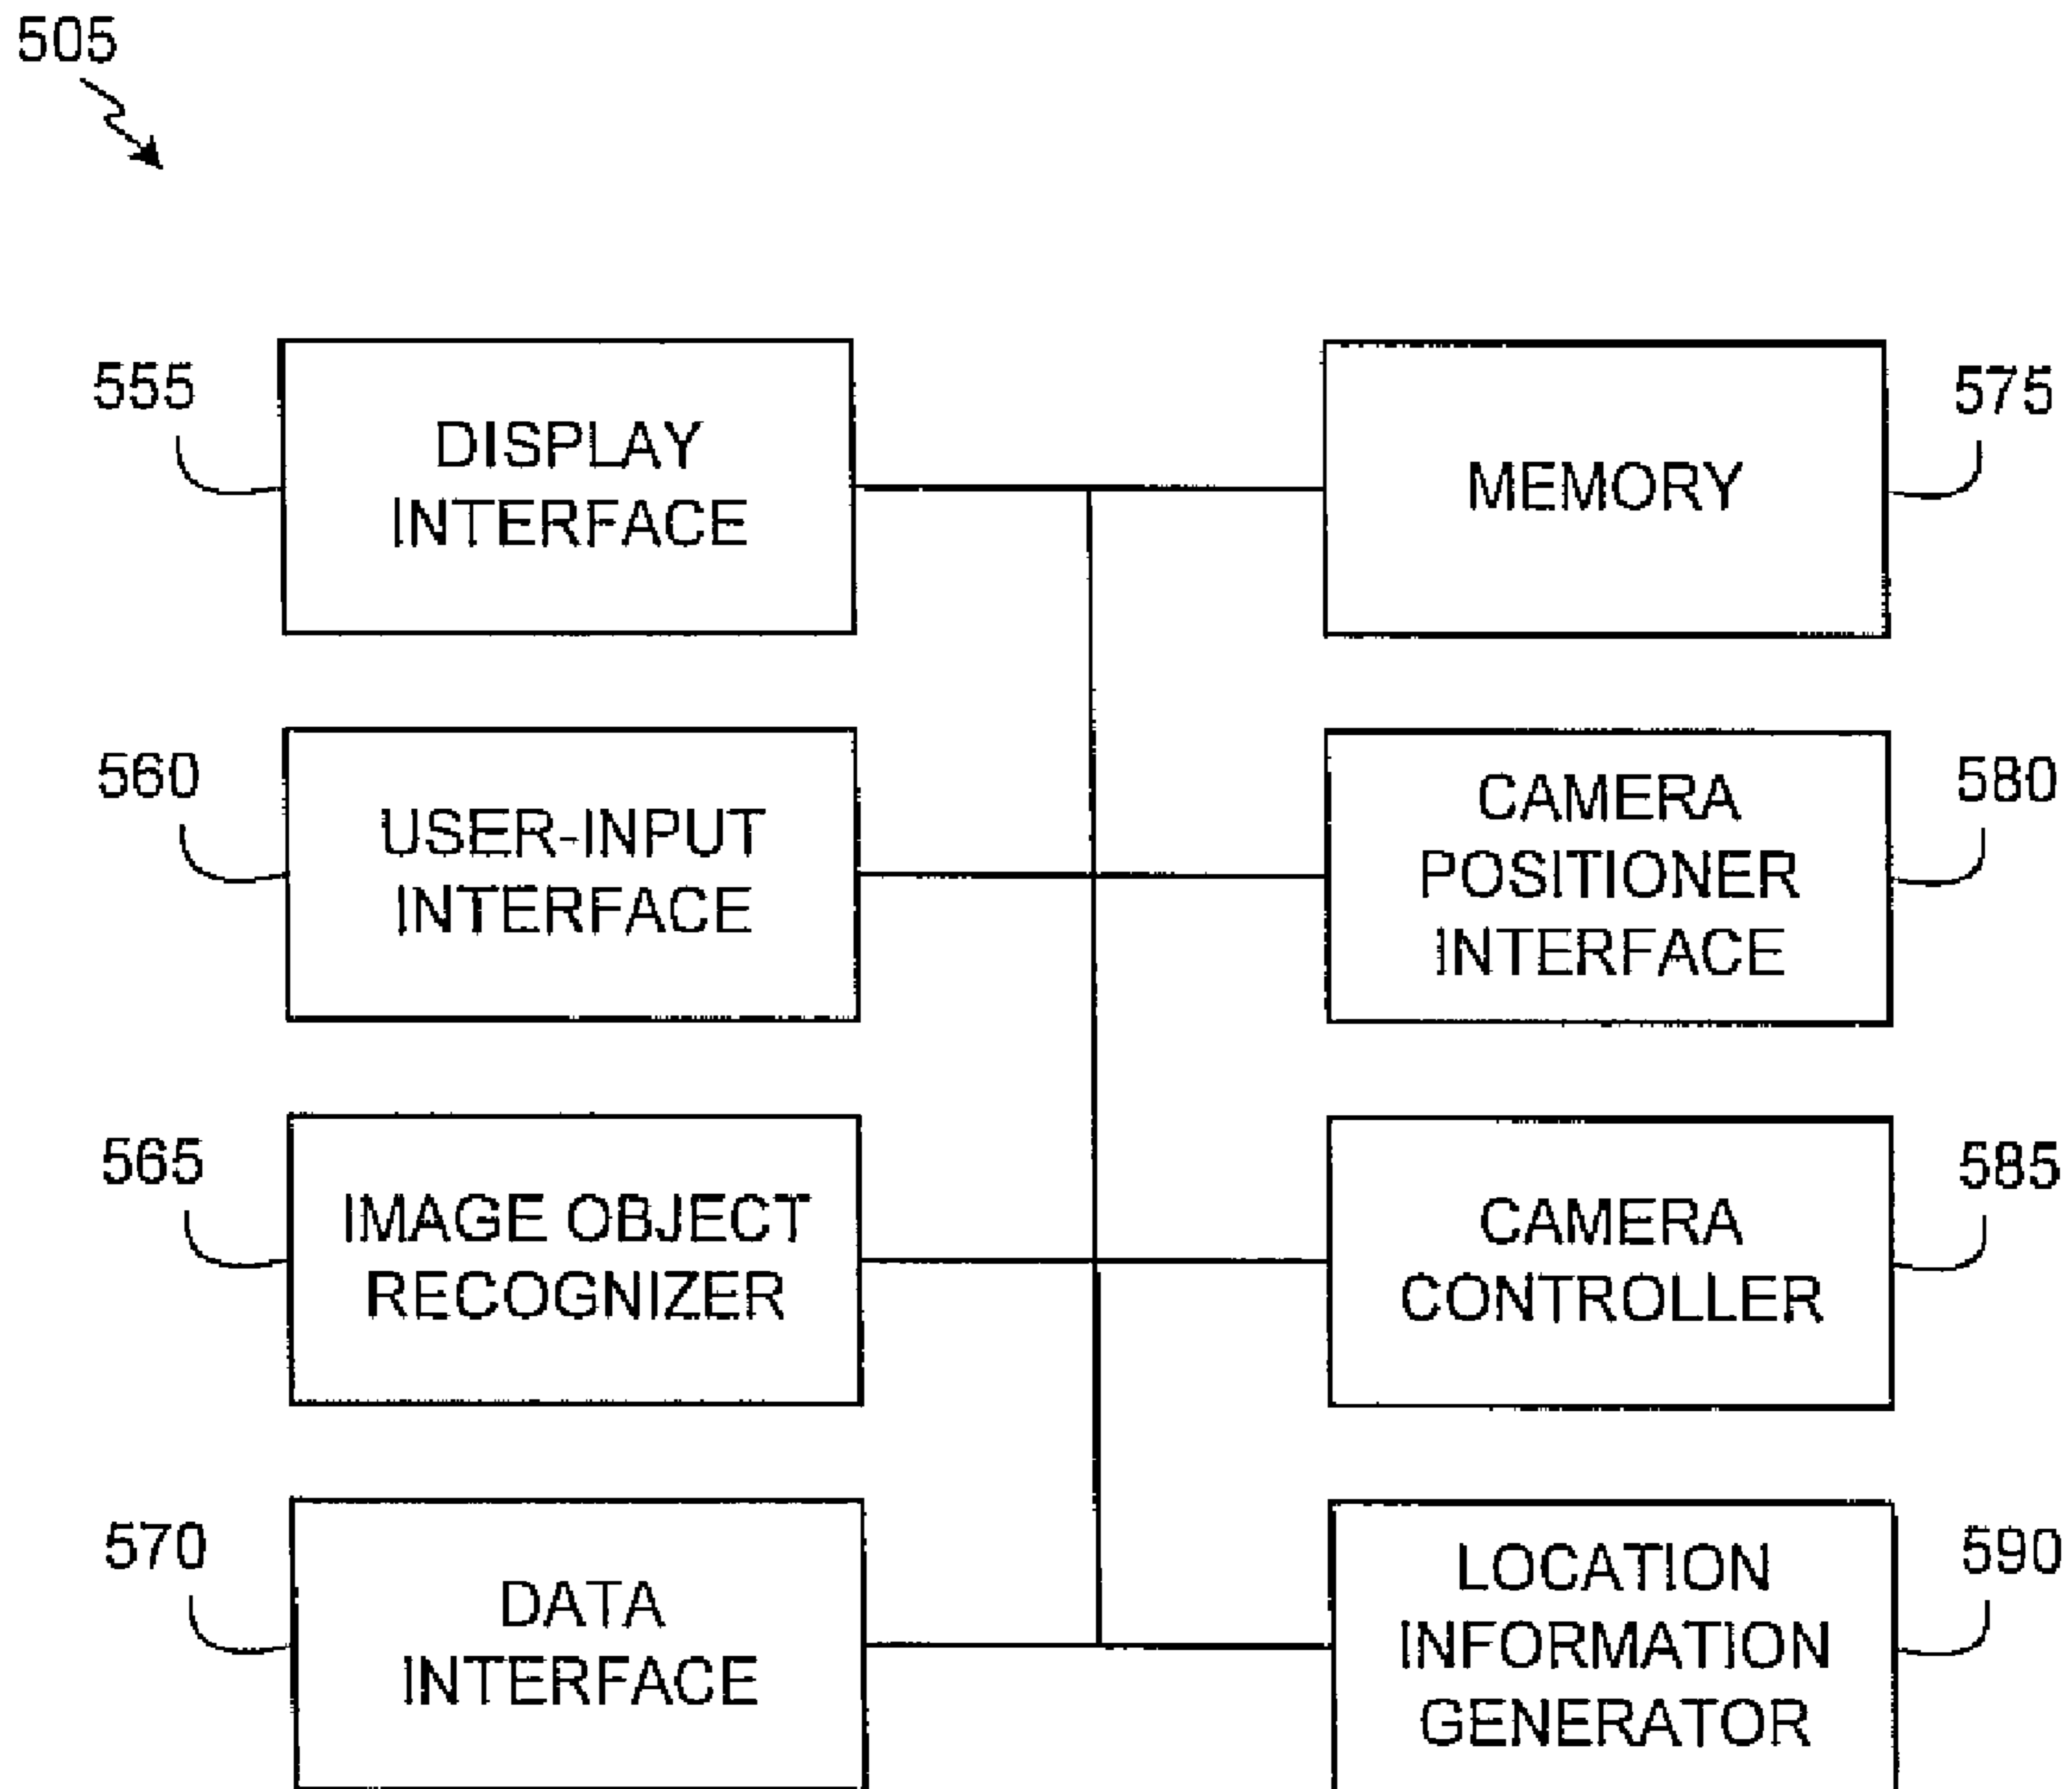 505
555
DISPLAY
INTERFACE
MEMORY
575
560
USER-INPUT
INTERFACE
CAMERA
POSITIONER
INTERFACE
580
565
IMAGE OBJECT
RECOGNIZER
CAMERA
CONTROLLER
585
570
DATA
INTERFACE
LOCATION
INFORMATION
GENERATOR
590